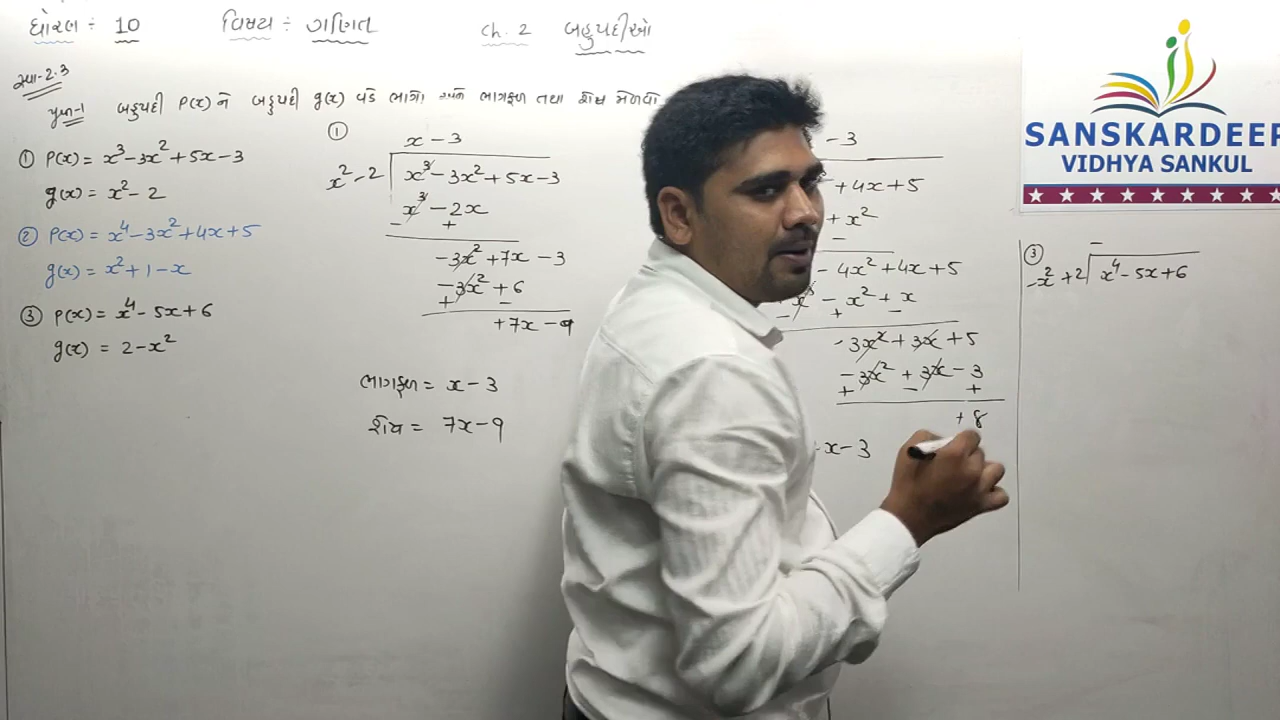 ધોરણ ÷ 10 વિષય ÷ ગણિત Ch. 2 બહુપદીઓ
સ્વા-2.3
પ્રશ્ન-1 બહુપદી P(x) ને બહુપદી g(x) વડે ભાગો અને ભાગફળ તથા શેષ મેળવો
① P(x) = x³-3x²+5x-3
g(x) = x²-2
② P(x) = x⁴-3x²+4x+5
g(x) = x²+1-x
③ P(x) = x⁴-5x+6
g(x) = 2-x²
①
x-3
x²-2 x³-3x²+5x-3
x³-2x
- +
-3x²+7x-3
-3x²+6
+ -
+7x-9
ભાગફળ = x-3
શેષ = 7x-9
-3
+4x+5
+x²
-
-4x²+4x+5
-x²+x
- + -
-3x²+3x+5
-3x²+3x-3
+ - +
+8
-x-3
③
-
-x²+2 x⁴-5x+6
SANSKARDEEP
VIDHYA SANKUL